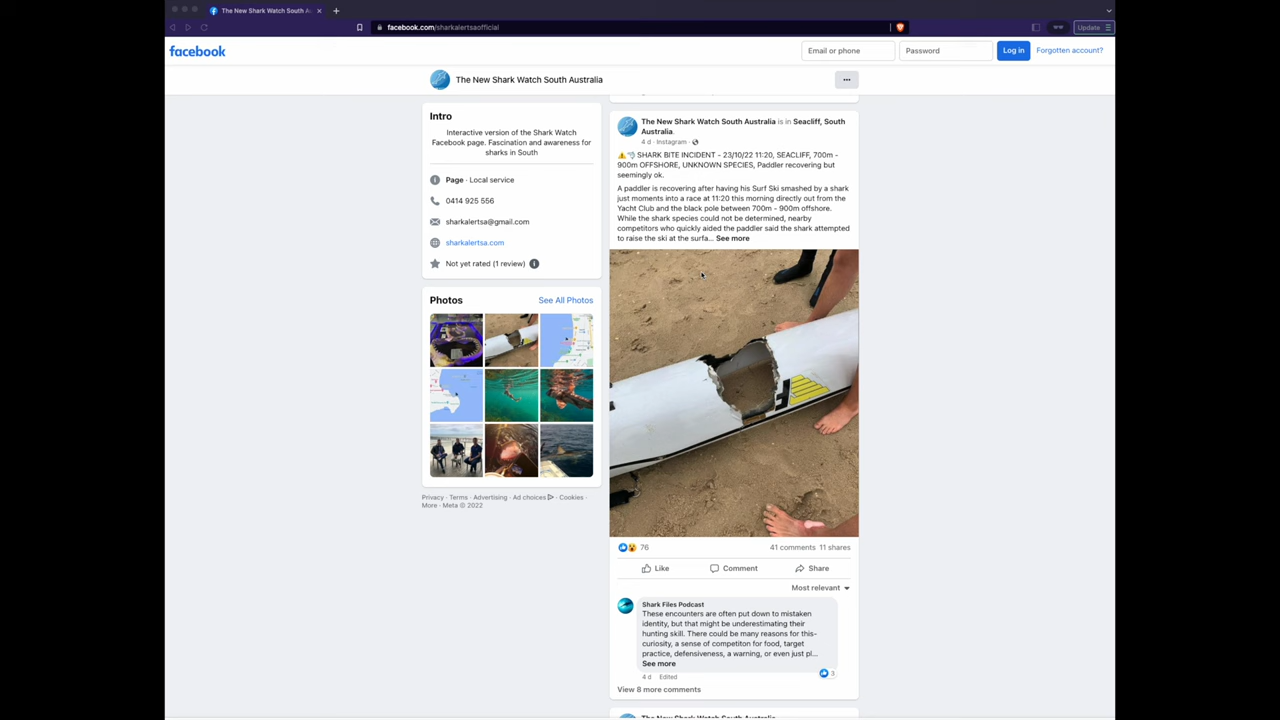 The New Shark Watch South A
facebook.com/sharkalertsaofficial
Update
facebook
Email or phone
Password
Log in
Forgotten account?
The New Shark Watch South Australia
Intro
Interactive version of the Shark Watch
Facebook page. Fascination and awareness for
sharks in South
Page · Local service
0414 925 556
sharkalertsa@gmail.com
sharkalertsa.com
Not yet rated (1 review)
Photos
See All Photos
Privacy · Terms · Advertising · Ad choices · Cookies ·
More · Meta © 2022
The New Shark Watch South Australia is in Seacliff, South
Australia.
4 d · Instagram ·
SHARK BITE INCIDENT - 23/10/22 11:20, SEACLIFF, 700m -
900m OFFSHORE, UNKNOWN SPECIES, Paddler recovering but
seemingly ok.
A paddler is recovering after having his Surf Ski smashed by a shark
just moments into a race at 11:20 this morning directly out from the
Yacht Club and the black pole between 700m - 900m offshore.
While the shark species could not be determined, nearby
competitors who quickly aided the paddler said the shark attempted
to raise the ski at the surfa... See more
76
41 comments 11 shares
Like
Comment
Share
Most relevant
Shark Files Podcast
These encounters are often put down to mistaken
identity, but that might be underestimating their
hunting skill. There could be many reasons for this-
curiosity, a sense of competiton for food, target
practice, defensiveness, a warning, or even just pl...
See more
3
4 d Edited
View 8 more comments
The New Shark Watch South Australia